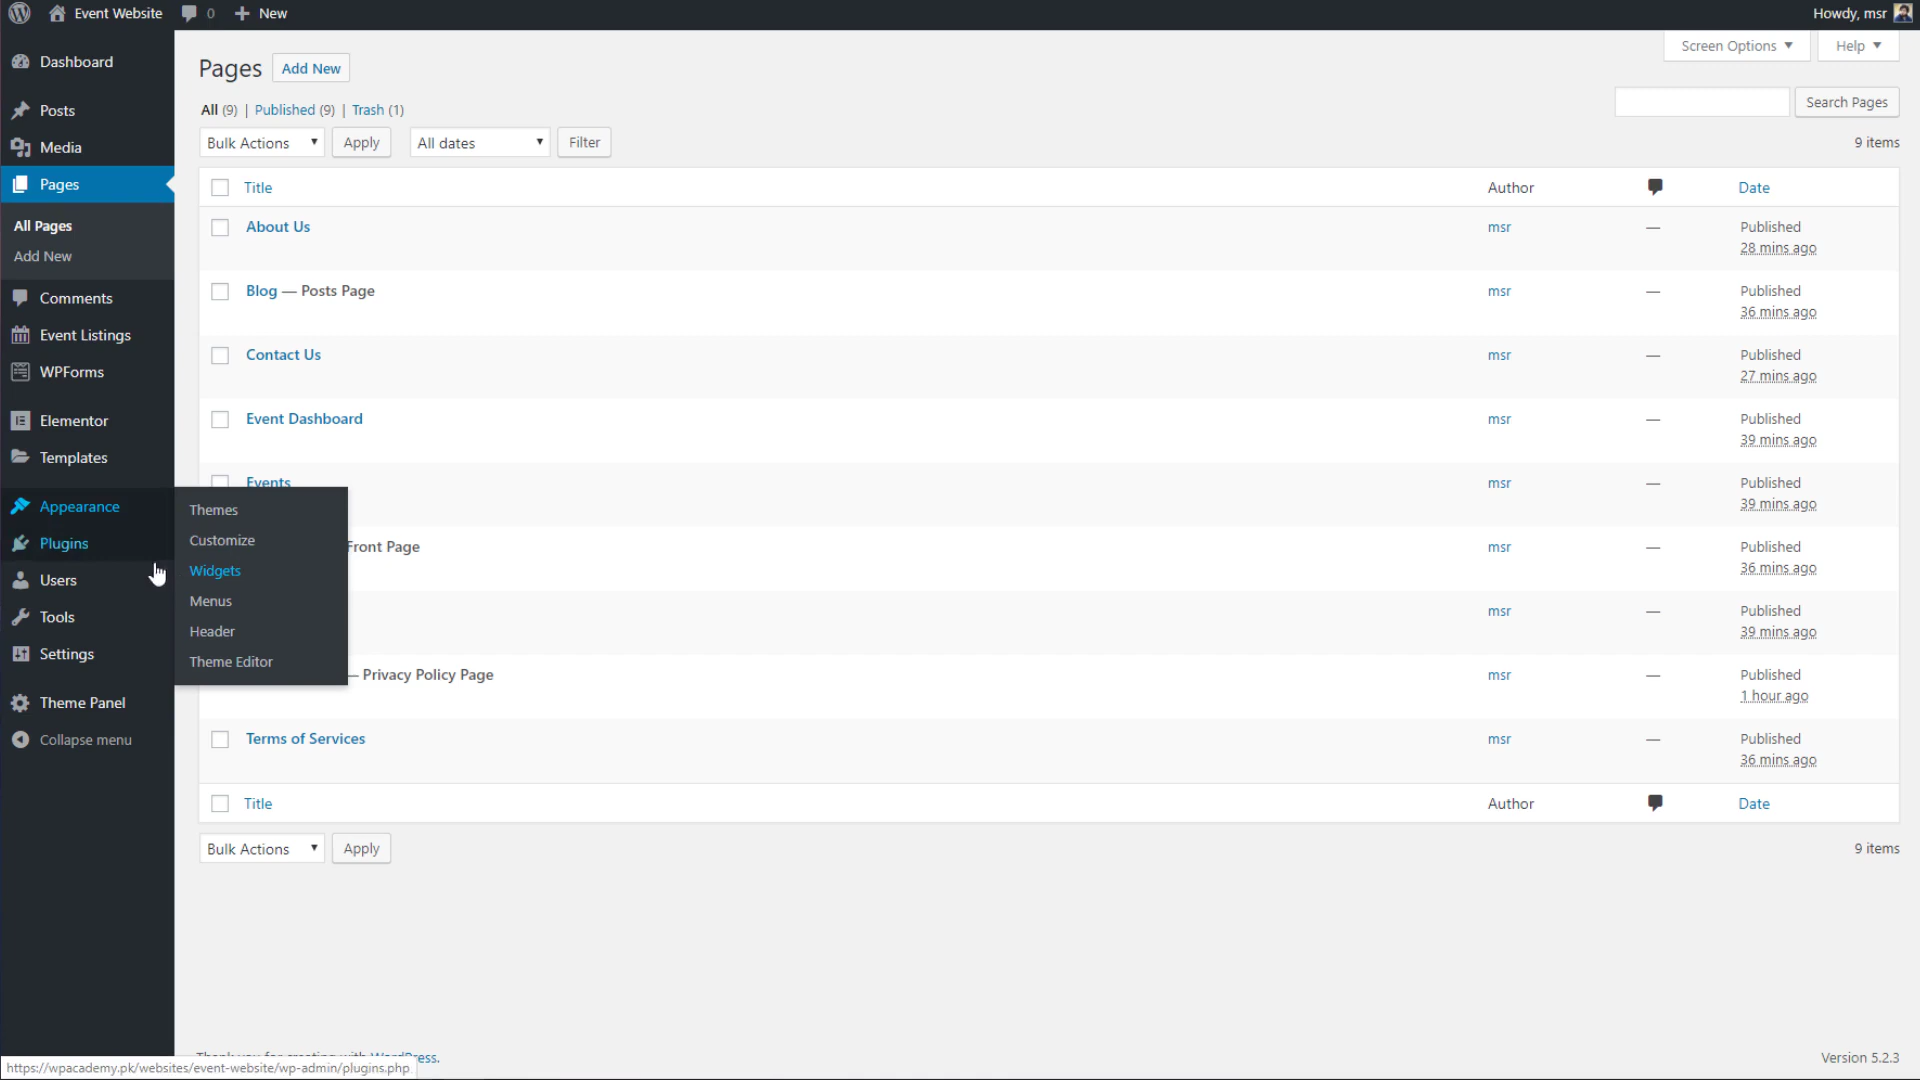 Event Website 0 New Howdy, msr
Screen Options Help
Dashboard
Posts
Media
Pages
All Pages
Add New
Comments
Event Listings
WPForms
Elementor
Templates
Appearance
Plugins
Users
Tools
Settings
Theme Panel
Collapse menu
Themes
Customize
Widgets
Menus
Header
Theme Editor
Pages Add New
All (9) | Published (9) | Trash (1)
Search Pages
Bulk Actions Apply All dates Filter 9 items
Title Author Date
About Us msr — Published
28 mins ago
Blog — Posts Page msr — Published
36 mins ago
Contact Us msr — Published
27 mins ago
Event Dashboard msr — Published
39 mins ago
Events msr — Published
39 mins ago
Front Page msr — Published
36 mins ago
msr — Published
39 mins ago
— Privacy Policy Page msr — Published
1 hour ago
Terms of Services msr — Published
36 mins ago
Title Author Date
Bulk Actions Apply 9 items
Thank you for creating with WordPress. Version 5.2.3
https://wpacademy.pk/websites/event-website/wp-admin/plugins.php